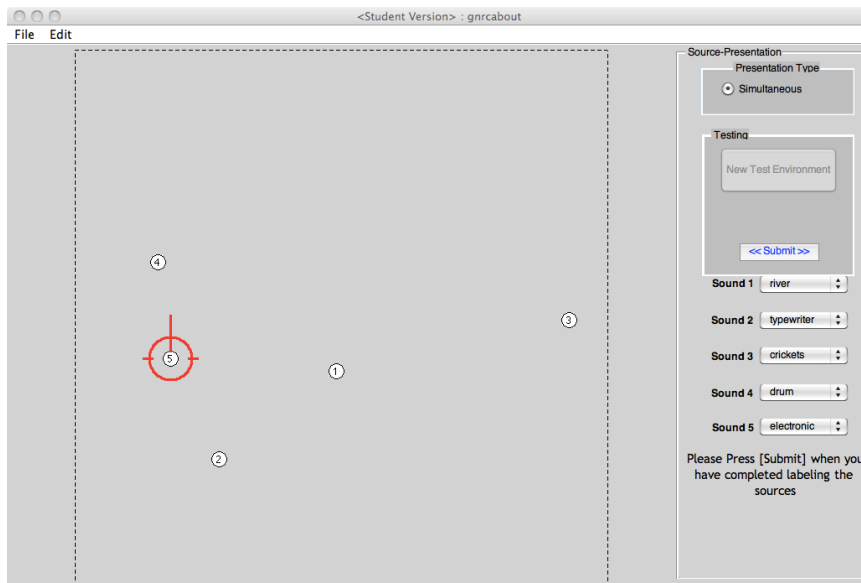 <Student Version> : gnrcabout
File Edit
Source-Presentation
Presentation Type
Simultaneous
Testing
New Test Environment
<< Submit >>
4
Sound 1 river
3
Sound 2 typewriter
5
Sound 3 crickets
1
Sound 4 drum
Sound 5 electronic
2
Please Press [Submit] when you
have completed labeling the
sources